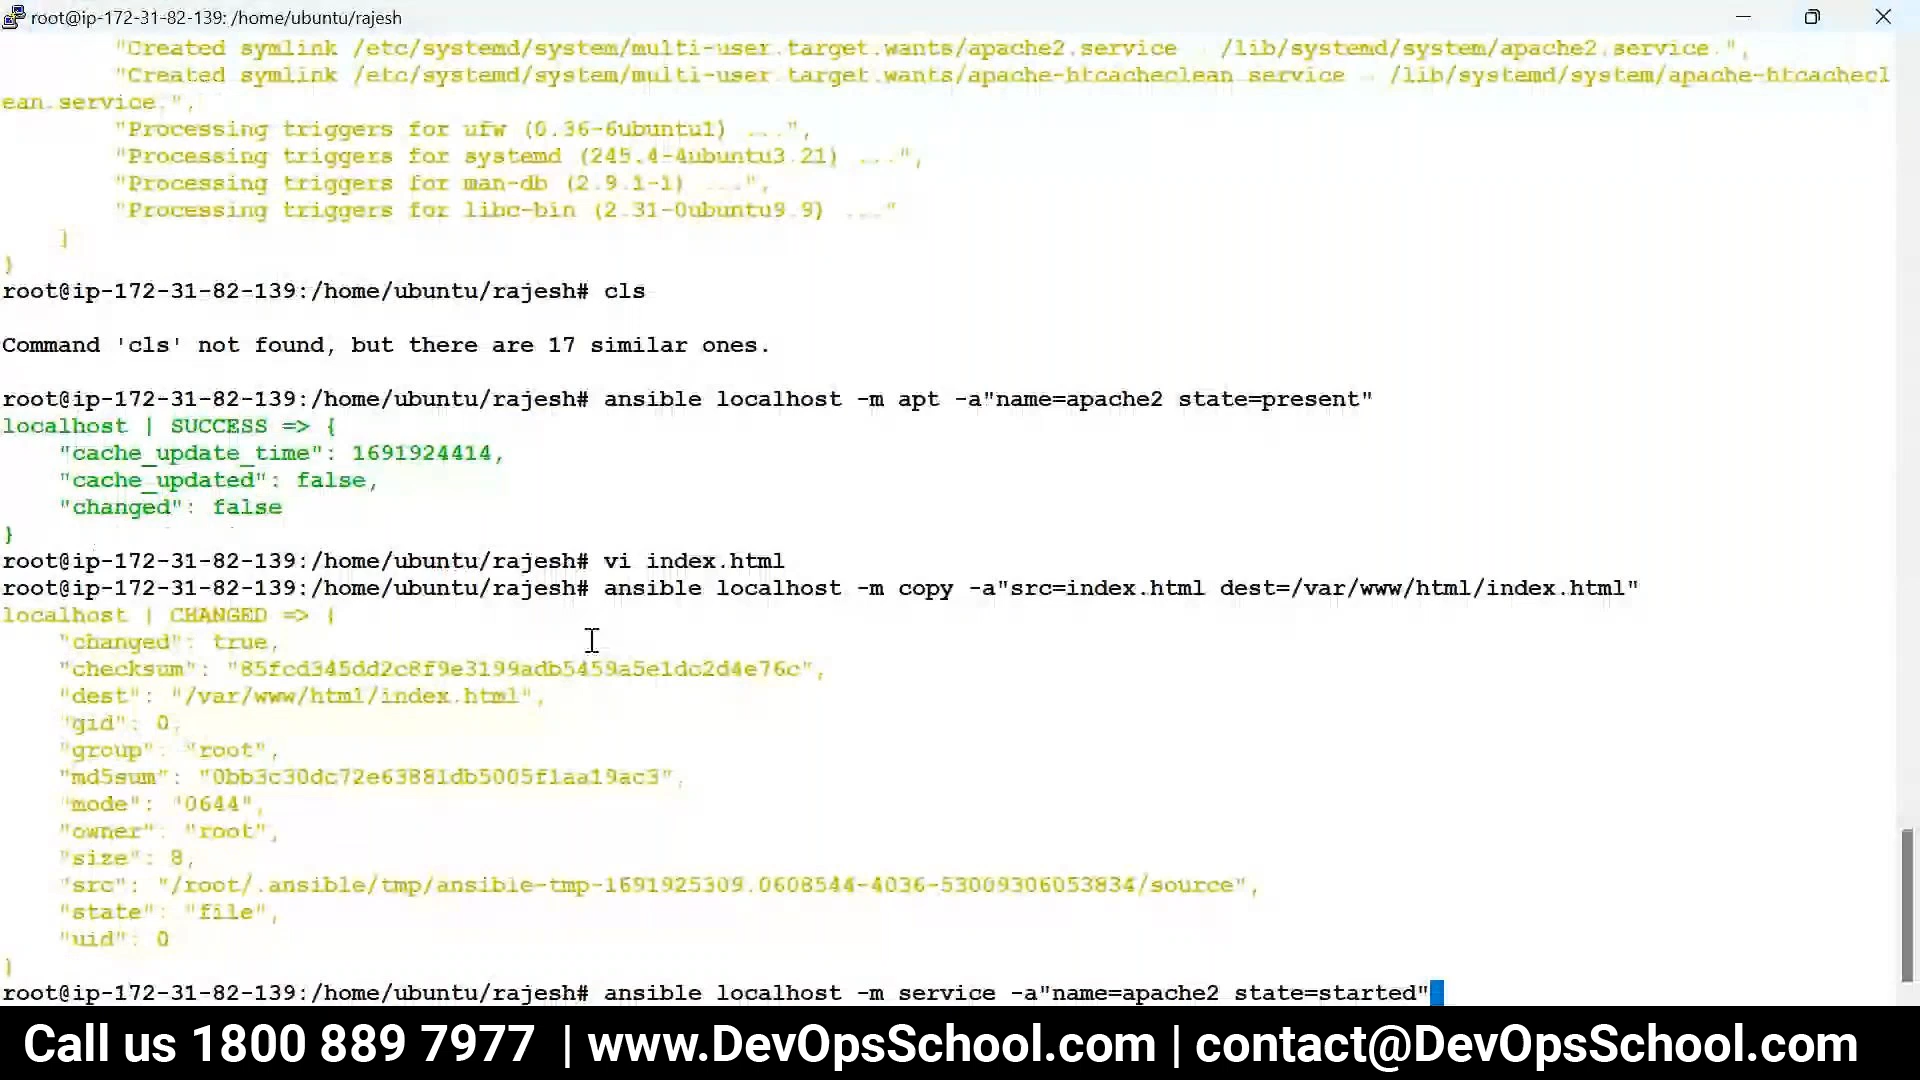 root@ip-172-31-82-139: /home/ubuntu/rajesh
"Created symlink /etc/systemd/system/multi-user.target.wants/apache2.service → /lib/systemd/system/apache2.service.",
"Created symlink /etc/systemd/system/multi-user.target.wants/apache-htcacheclean.service → /lib/systemd/system/apache-htcachecl
ean.service.",
"Processing triggers for ufw (0.36-6ubuntu1) ...",
"Processing triggers for systemd (245.4-4ubuntu3.21) ...",
"Processing triggers for man-db (2.9.1-1) ...",
"Processing triggers for libc-bin (2.31-0ubuntu9.9) ..."
]
}
root@ip-172-31-82-139:/home/ubuntu/rajesh# cls
Command 'cls' not found, but there are 17 similar ones.
root@ip-172-31-82-139:/home/ubuntu/rajesh# ansible localhost -m apt -a"name=apache2 state=present"
localhost | SUCCESS => {
"cache_update_time": 1691924414,
"cache_updated": false,
"changed": false
}
root@ip-172-31-82-139:/home/ubuntu/rajesh# vi index.html
root@ip-172-31-82-139:/home/ubuntu/rajesh# ansible localhost -m copy -a"src=index.html dest=/var/www/html/index.html"
localhost | CHANGED => {
"changed": true,
"checksum": "85fcd345dd2c8f9e3199adb5459a5e1dc2d4e76c",
"dest": "/var/www/html/index.html",
"gid": 0,
"group": "root",
"md5sum": "0bb3c30dc72e63881db5005f1aa19ac3",
"mode": "0644",
"owner": "root",
"size": 8,
"src": "/root/.ansible/tmp/ansible-tmp-1691925309.0608544-4036-53009306053834/source",
"state": "file",
"uid": 0
}
root@ip-172-31-82-139:/home/ubuntu/rajesh# ansible localhost -m service -a"name=apache2 state=started"
Call us 1800 889 7977 | www.DevOpsSchool.com | contact@DevOpsSchool.com